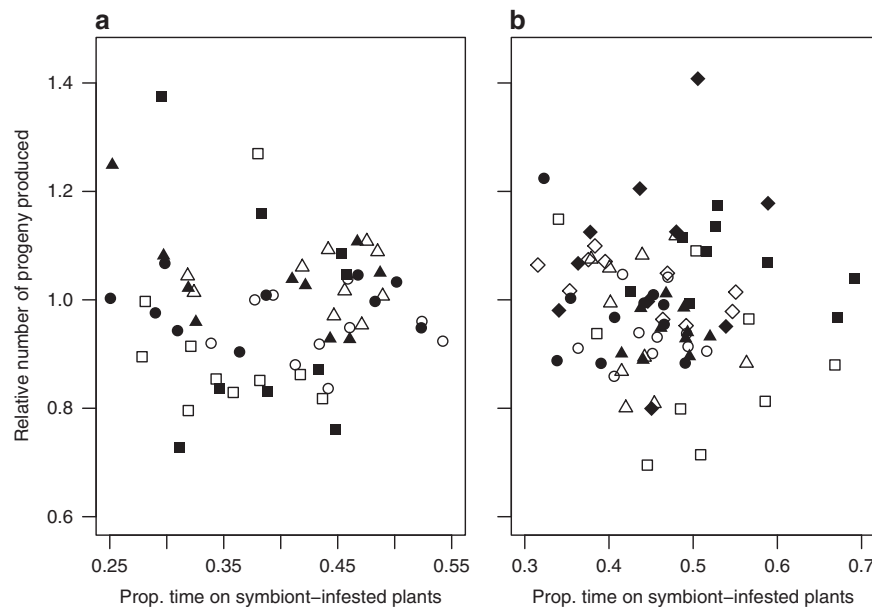 a
b
Relative number of progeny produced
1.4
1.2
1.0
0.8
0.6
0.25
0.35
0.45
0.55
0.3
0.4
0.5
0.6
0.7
Prop. time on symbiont−infested plants
Prop. time on symbiont−infested plants